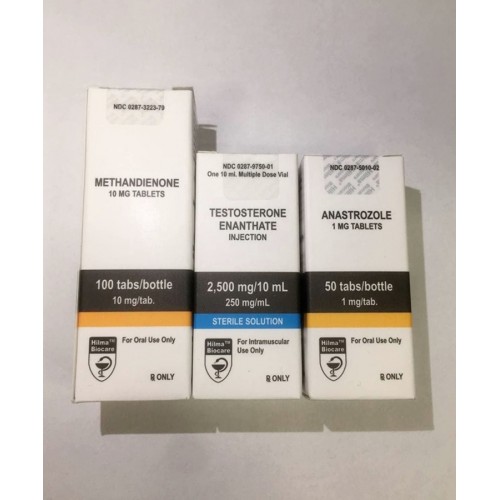 NDC 0287-3223-79
METHANDIENONE
10 MG TABLETS
100 tabs/bottle
10 mg/tab.
Hilma™
Biocare
For Oral Use Only
℞ ONLY
NDC 0287-9750-01
One 10 ml. Multiple Dose Vial
TESTOSTERONE
ENANTHATE
INJECTION
2,500 mg/10 mL
250 mg/mL
STERILE SOLUTION
Hilma™
Biocare
For Intramuscular
Use Only
℞ ONLY
NDC 0287-5010-02
ANASTROZOLE
1 MG TABLETS
50 tabs/bottle
1 mg/tab.
Hilma™
Biocare
For Oral Use Only
℞ ONLY